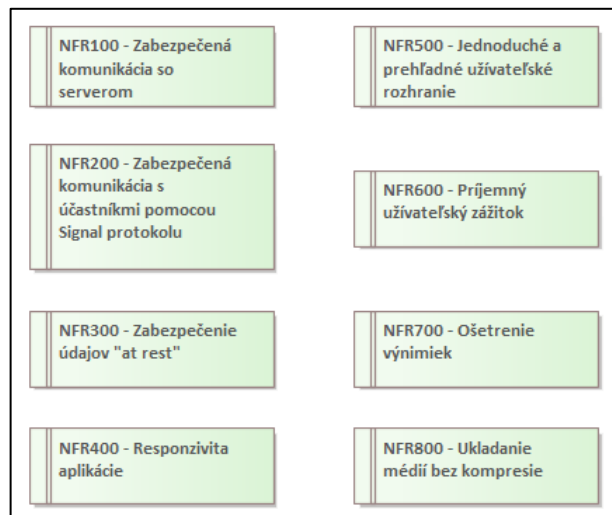 NFR100 - Zabezpečená
komunikácia so
serverom
NFR200 - Zabezpečená
komunikácia s
účastníkmi pomocou
Signal protokolu
NFR300 - Zabezpečenie
údajov "at rest"
NFR400 - Responzivita
aplikácie
NFR500 - Jednoduché a
prehľadné užívateľské
rozhranie
NFR600 - Príjemný
užívateľský zážitok
NFR700 - Ošetrenie
výnimiek
NFR800 - Ukladanie
médií bez kompresie